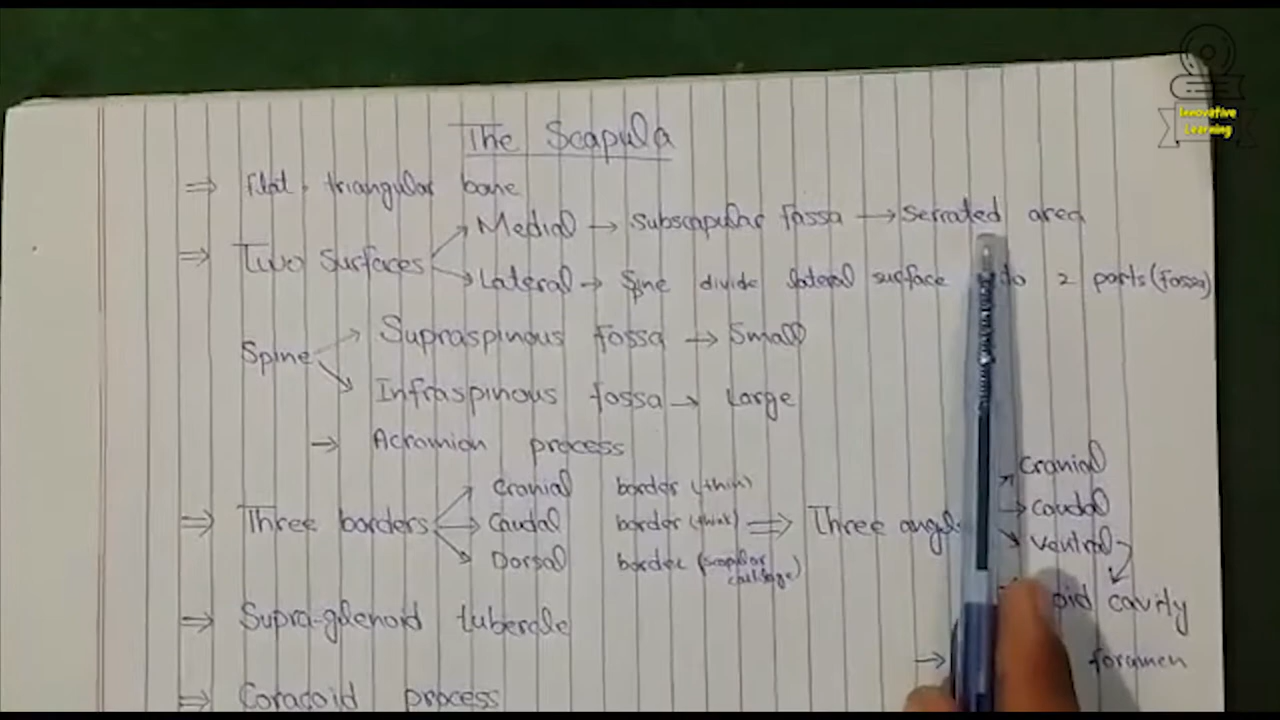 The Scapula
Innovative
Learning
⇒ Flat, triangular bone
⇒ Two Surfaces
Medial → Subscapular fossa → Serrated area
Lateral → Spine divide lateral surface to 2 parts (fossa)
Spine
Supraspinous fossa → Small
Infraspinous fossa → Large
→ Acromion process
⇒ Three borders
Cranial border (thin)
Caudal border (thick)
Dorsal border (scapular cartilage)
⇒ Three angle
Cranial
Caudal
Ventral
cavity
⇒ Supra-glenoid tubercle
→ foramen
⇒ Coracoid process